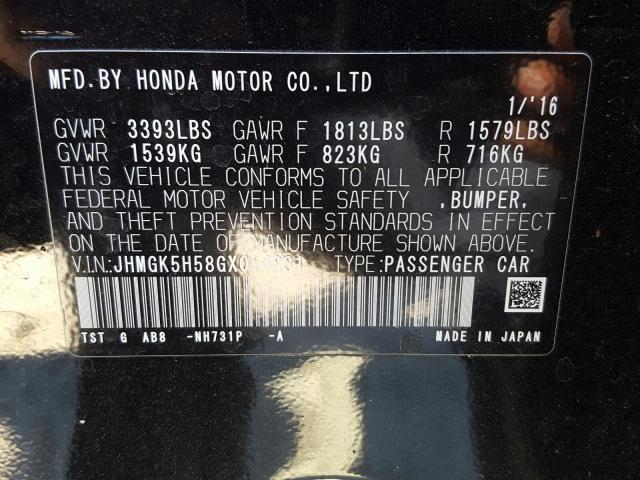 MFD.BY HONDA MOTOR CO.,LTD
1/'16
GVWR 3393LBS GAWR F 1813LBS R 1579LBS
GVWR 1539KG GAWR F 823KG R 716KG
THIS VEHICLE CONFORMS TO ALL APPLICABLE
FEDERAL MOTOR VEHICLE SAFETY ,BUMPER,
AND THEFT PREVENTION STANDARDS IN EFFECT
ON THE DATE OF MANUFACTURE SHOWN ABOVE.
V.I.N: TYPE:PASSENGER CAR
TST G AB8 -NH731P -A MADE IN JAPAN